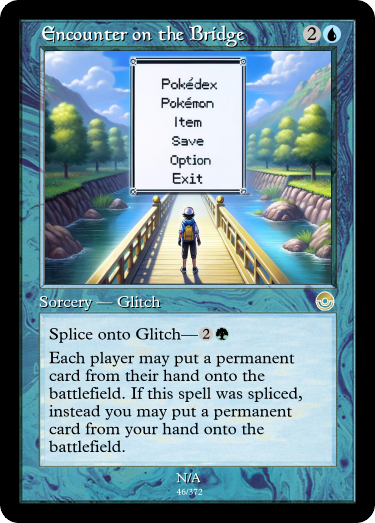 Encounter on the Bridge 2
Pokédex
Pokémon
Item
Save
Option
Exit
Sorcery — Glitch
Splice onto Glitch—2
Each player may put a permanent
card from their hand onto the
battlefield. If this spell was spliced,
instead you may put a permanent
card from your hand onto the
battlefield.
N/A
46/372